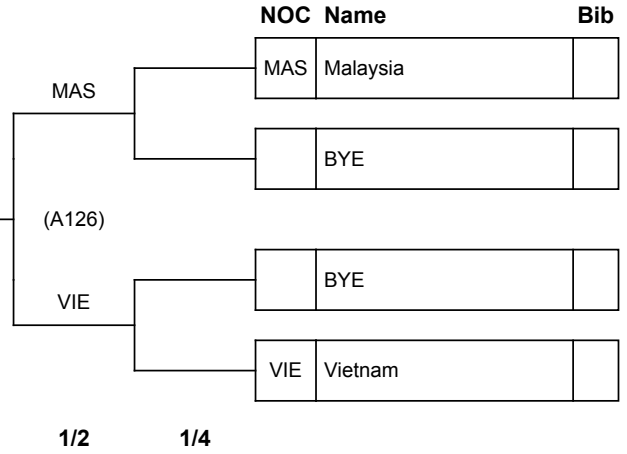 NOC Name Bib
MAS Malaysia
MAS
BYE
(A126)
BYE
VIE
VIE Vietnam
1/2 1/4